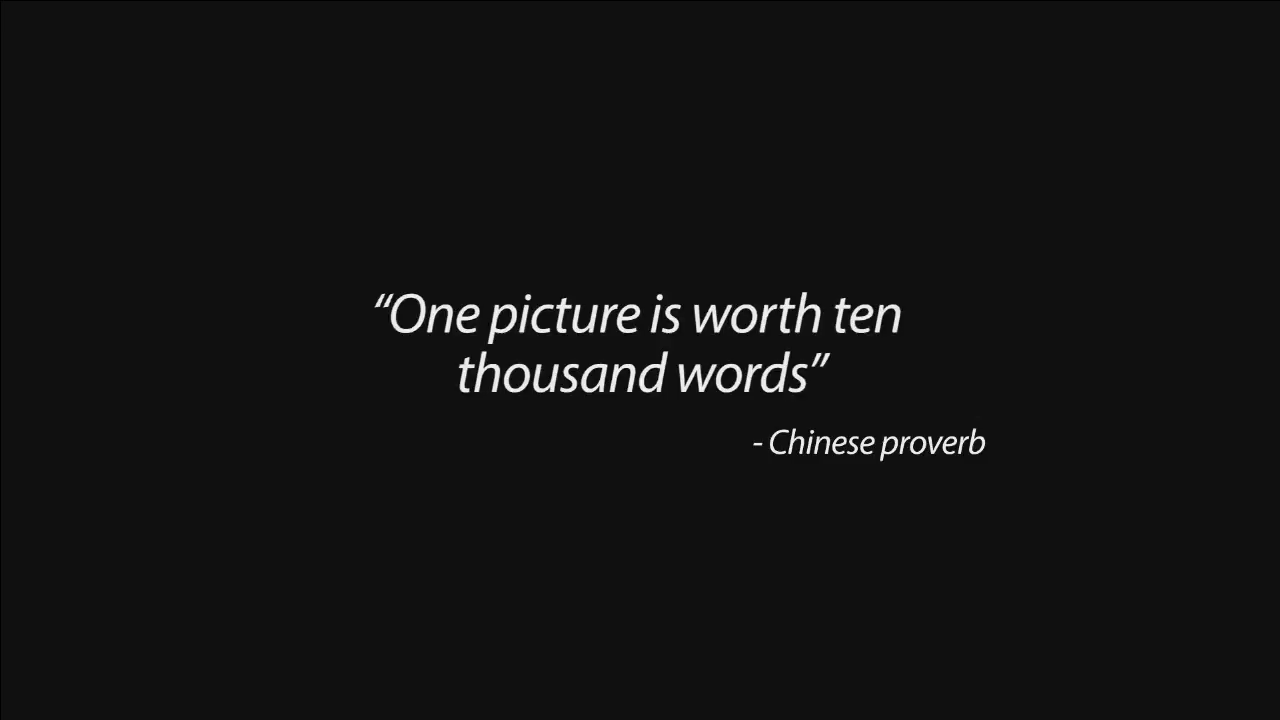 “One picture is worth ten
thousand words”
- Chinese proverb